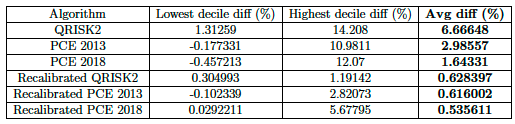 Algorithm Lowest decile diff (%) Highest decile diff (%) Avg diff (%)
QRISK2 1.31259 14.208 6.66648
PCE 2013 -0.177331 10.9811 2.98557
PCE 2018 -0.457213 12.07 1.64331
Recalibrated QRISK2 0.304993 1.19142 0.628397
Recalibrated PCE 2013 -0.102339 2.82073 0.616002
Recalibrated PCE 2018 0.0292211 5.67795 0.535611